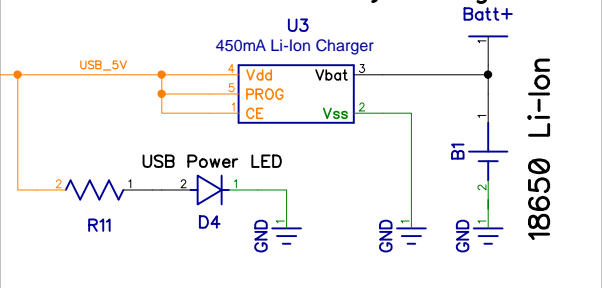 Batt+
1
U3
450mA Li-Ion Charger
USB_5V
4 Vdd
Vbat 3
5 PROG
1 CE
Vss 2
1
B1
2
18650 Li-Ion
USB Power LED
2 1
2 1
R11
D4
GND 1
GND 1
GND 1